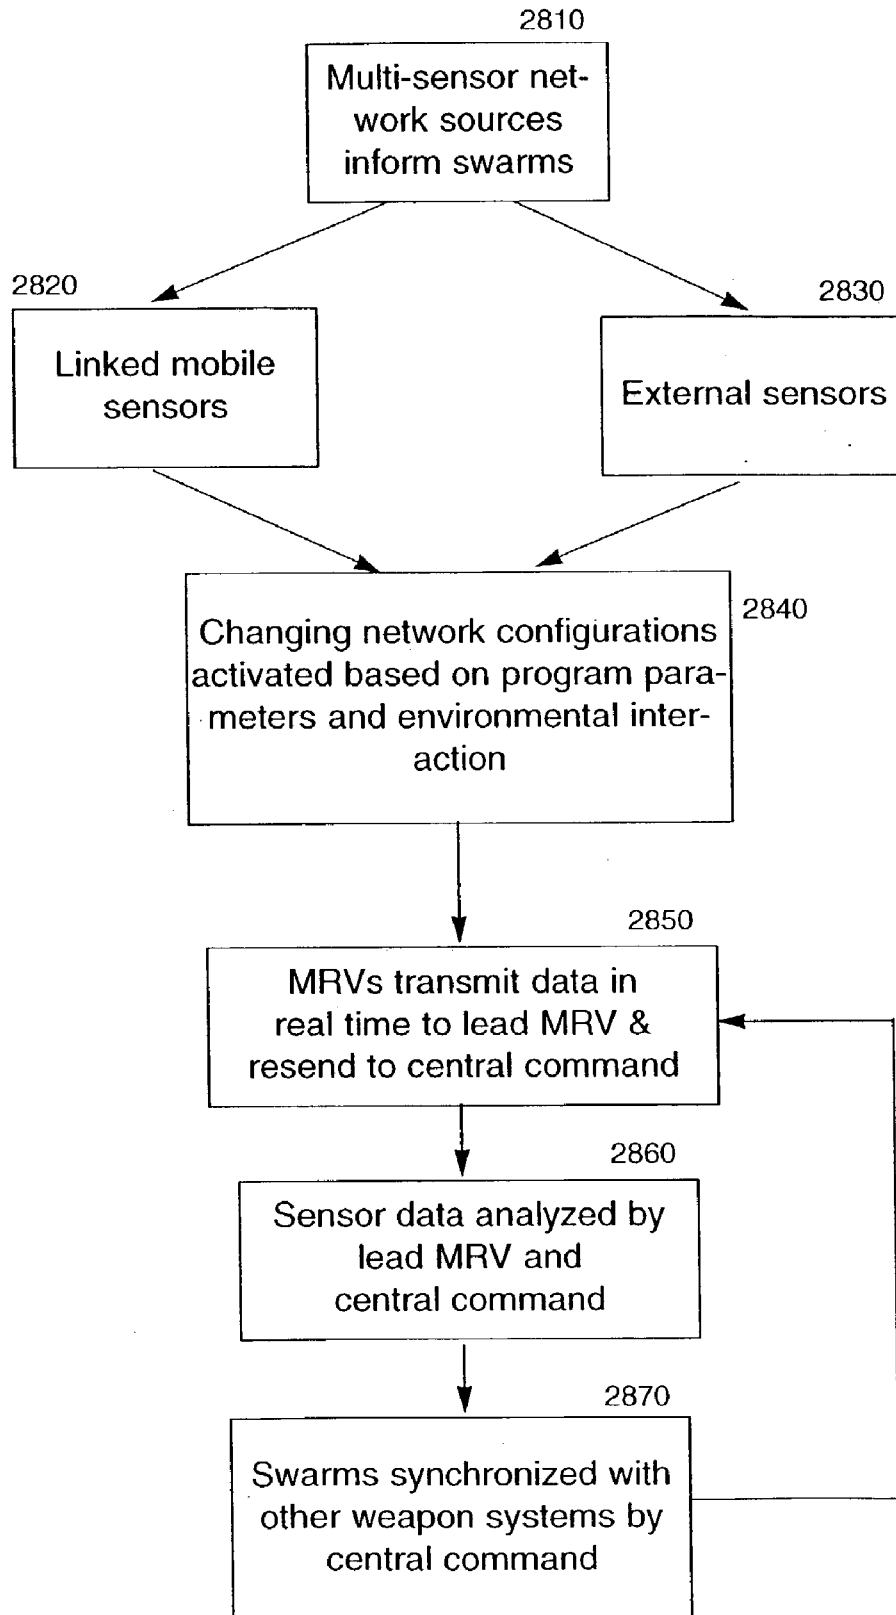 2810
Multi-sensor net-
work sources
inform swarms
2820
Linked mobile
sensors
2830
External sensors
2840
Changing network configurations
activated based on program para-
meters and environmental inter-
action
2850
MRVs transmit data in
real time to lead MRV &
resend to central command
2860
Sensor data analyzed by
lead MRV and
central command
2870
Swarms synchronized with
other weapon systems by
central command